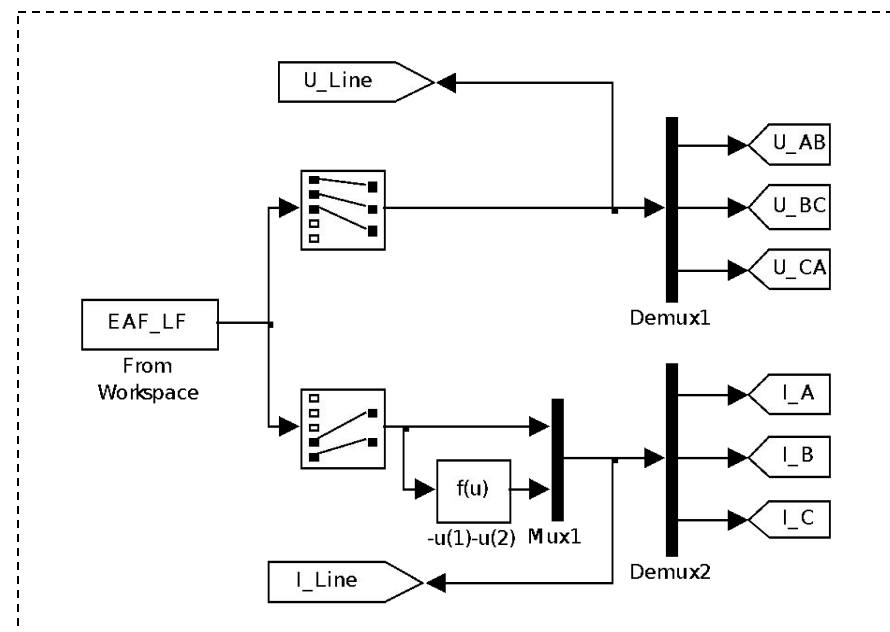 U_Line
U_AB
U_BC
U_CA
EAF_LF
Demux1
From
Workspace
I_A
I_B
f(u)
-u(1)-u(2) Mux1
I_C
I_Line
Demux2